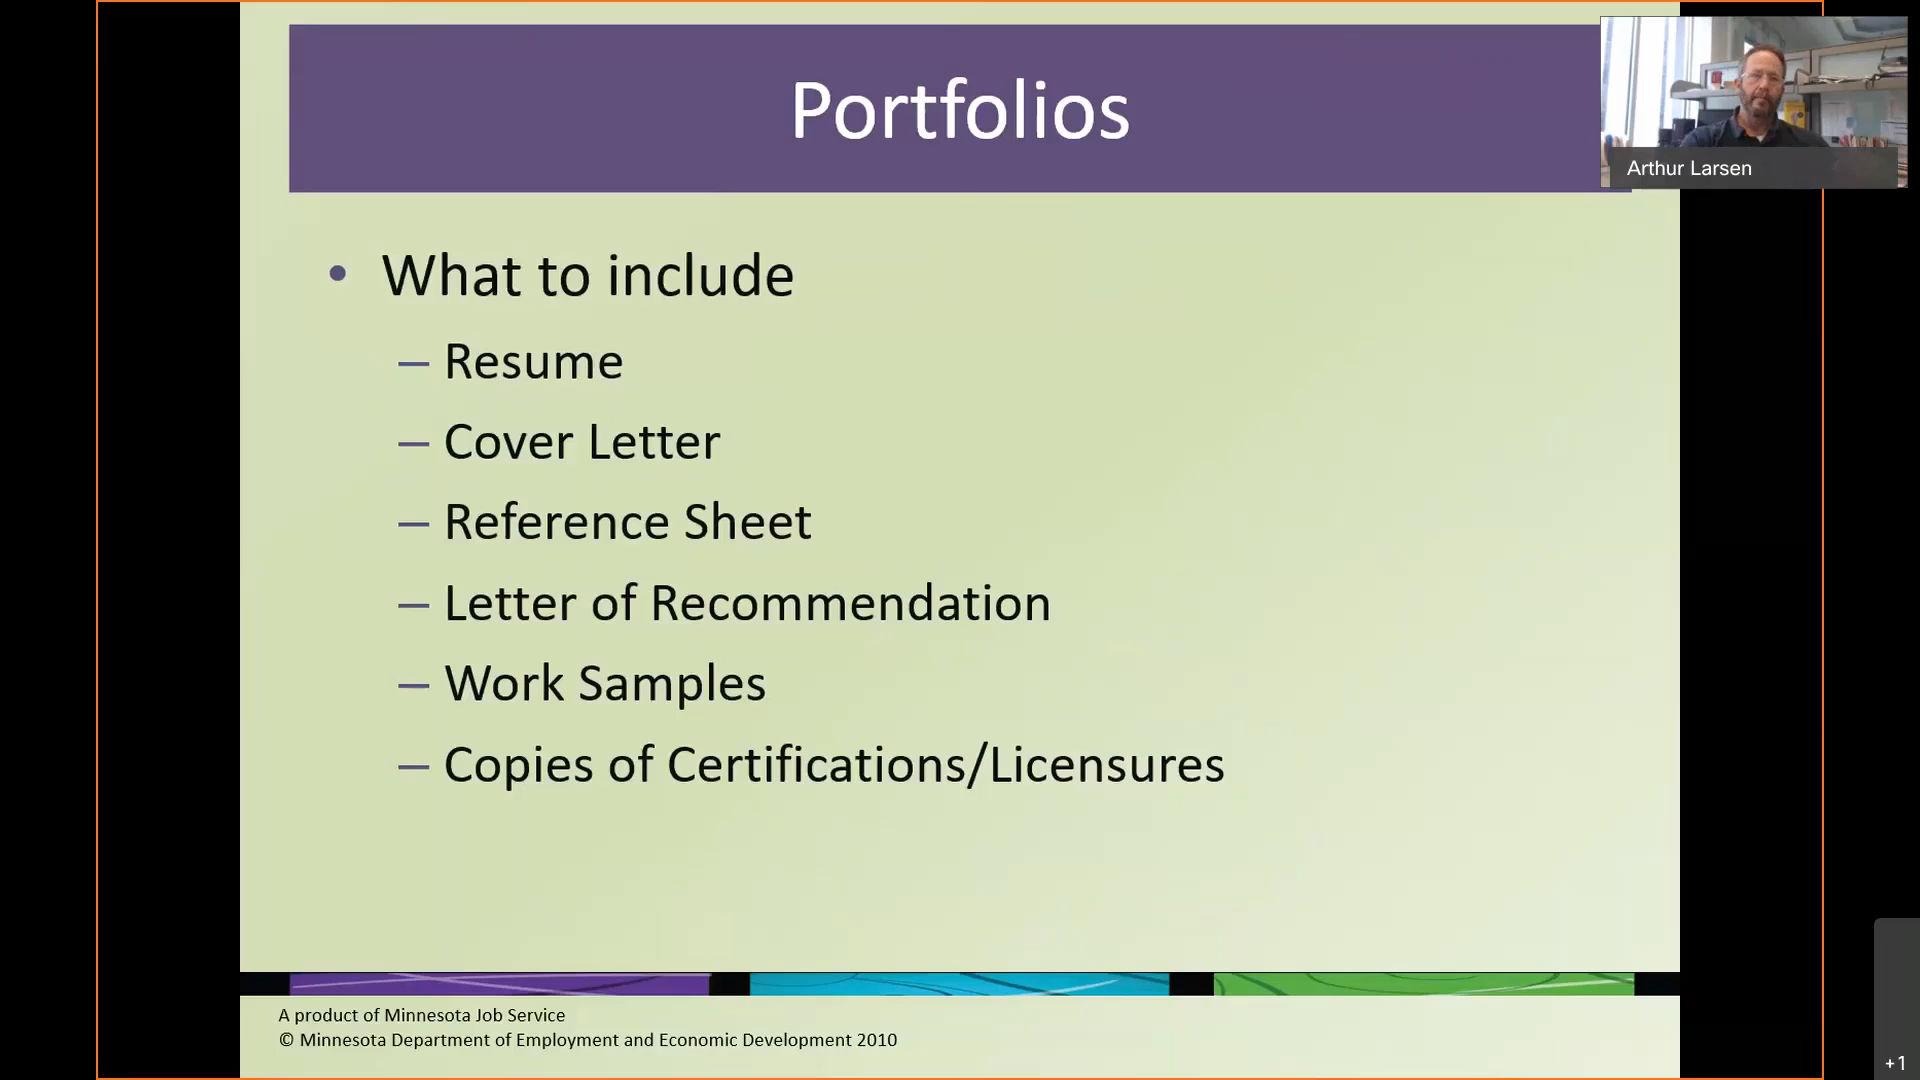 Portfolios
Arthur Larsen
• What to include
– Resume
– Cover Letter
– Reference Sheet
– Letter of Recommendation
– Work Samples
– Copies of Certifications/Licensures
A product of Minnesota Job Service
© Minnesota Department of Employment and Economic Development 2010
+1